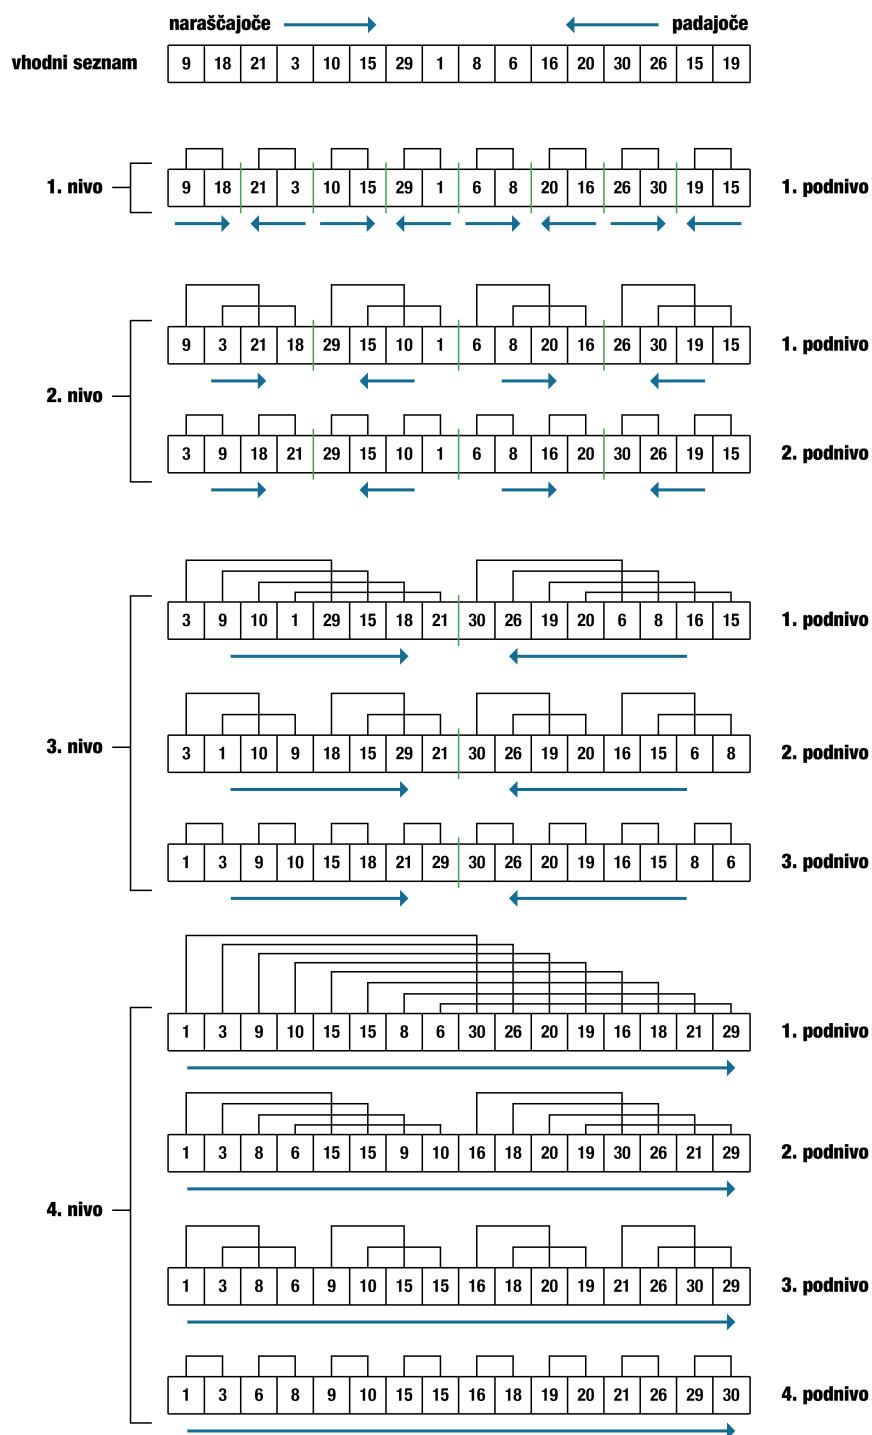 naraščajoče padajoče
vhodni seznam 9 18 21 3 10 15 29 1 8 6 16 20 30 26 15 19
1. nivo 9 18 21 3 10 15 29 1 6 8 20 16 26 30 19 15 1. podnivo
9 3 21 18 29 15 10 1 6 8 20 16 26 30 19 15 1. podnivo
2. nivo
3 9 18 21 29 15 10 1 6 8 16 20 30 26 19 15 2. podnivo
3 9 10 1 29 15 18 21 30 26 19 20 6 8 16 15 1. podnivo
3. nivo 3 1 10 9 18 15 29 21 30 26 19 20 16 15 6 8 2. podnivo
1 3 9 10 15 18 21 29 30 26 20 19 16 15 8 6 3. podnivo
1 3 9 10 15 15 8 6 30 26 20 19 16 18 21 29 1. podnivo
1 3 8 6 15 15 9 10 16 18 20 19 30 26 21 29 2. podnivo
4. nivo
1 3 8 6 9 10 15 15 16 18 20 19 21 26 30 29 3. podnivo
1 3 6 8 9 10 15 15 16 18 19 20 21 26 29 30 4. podnivo